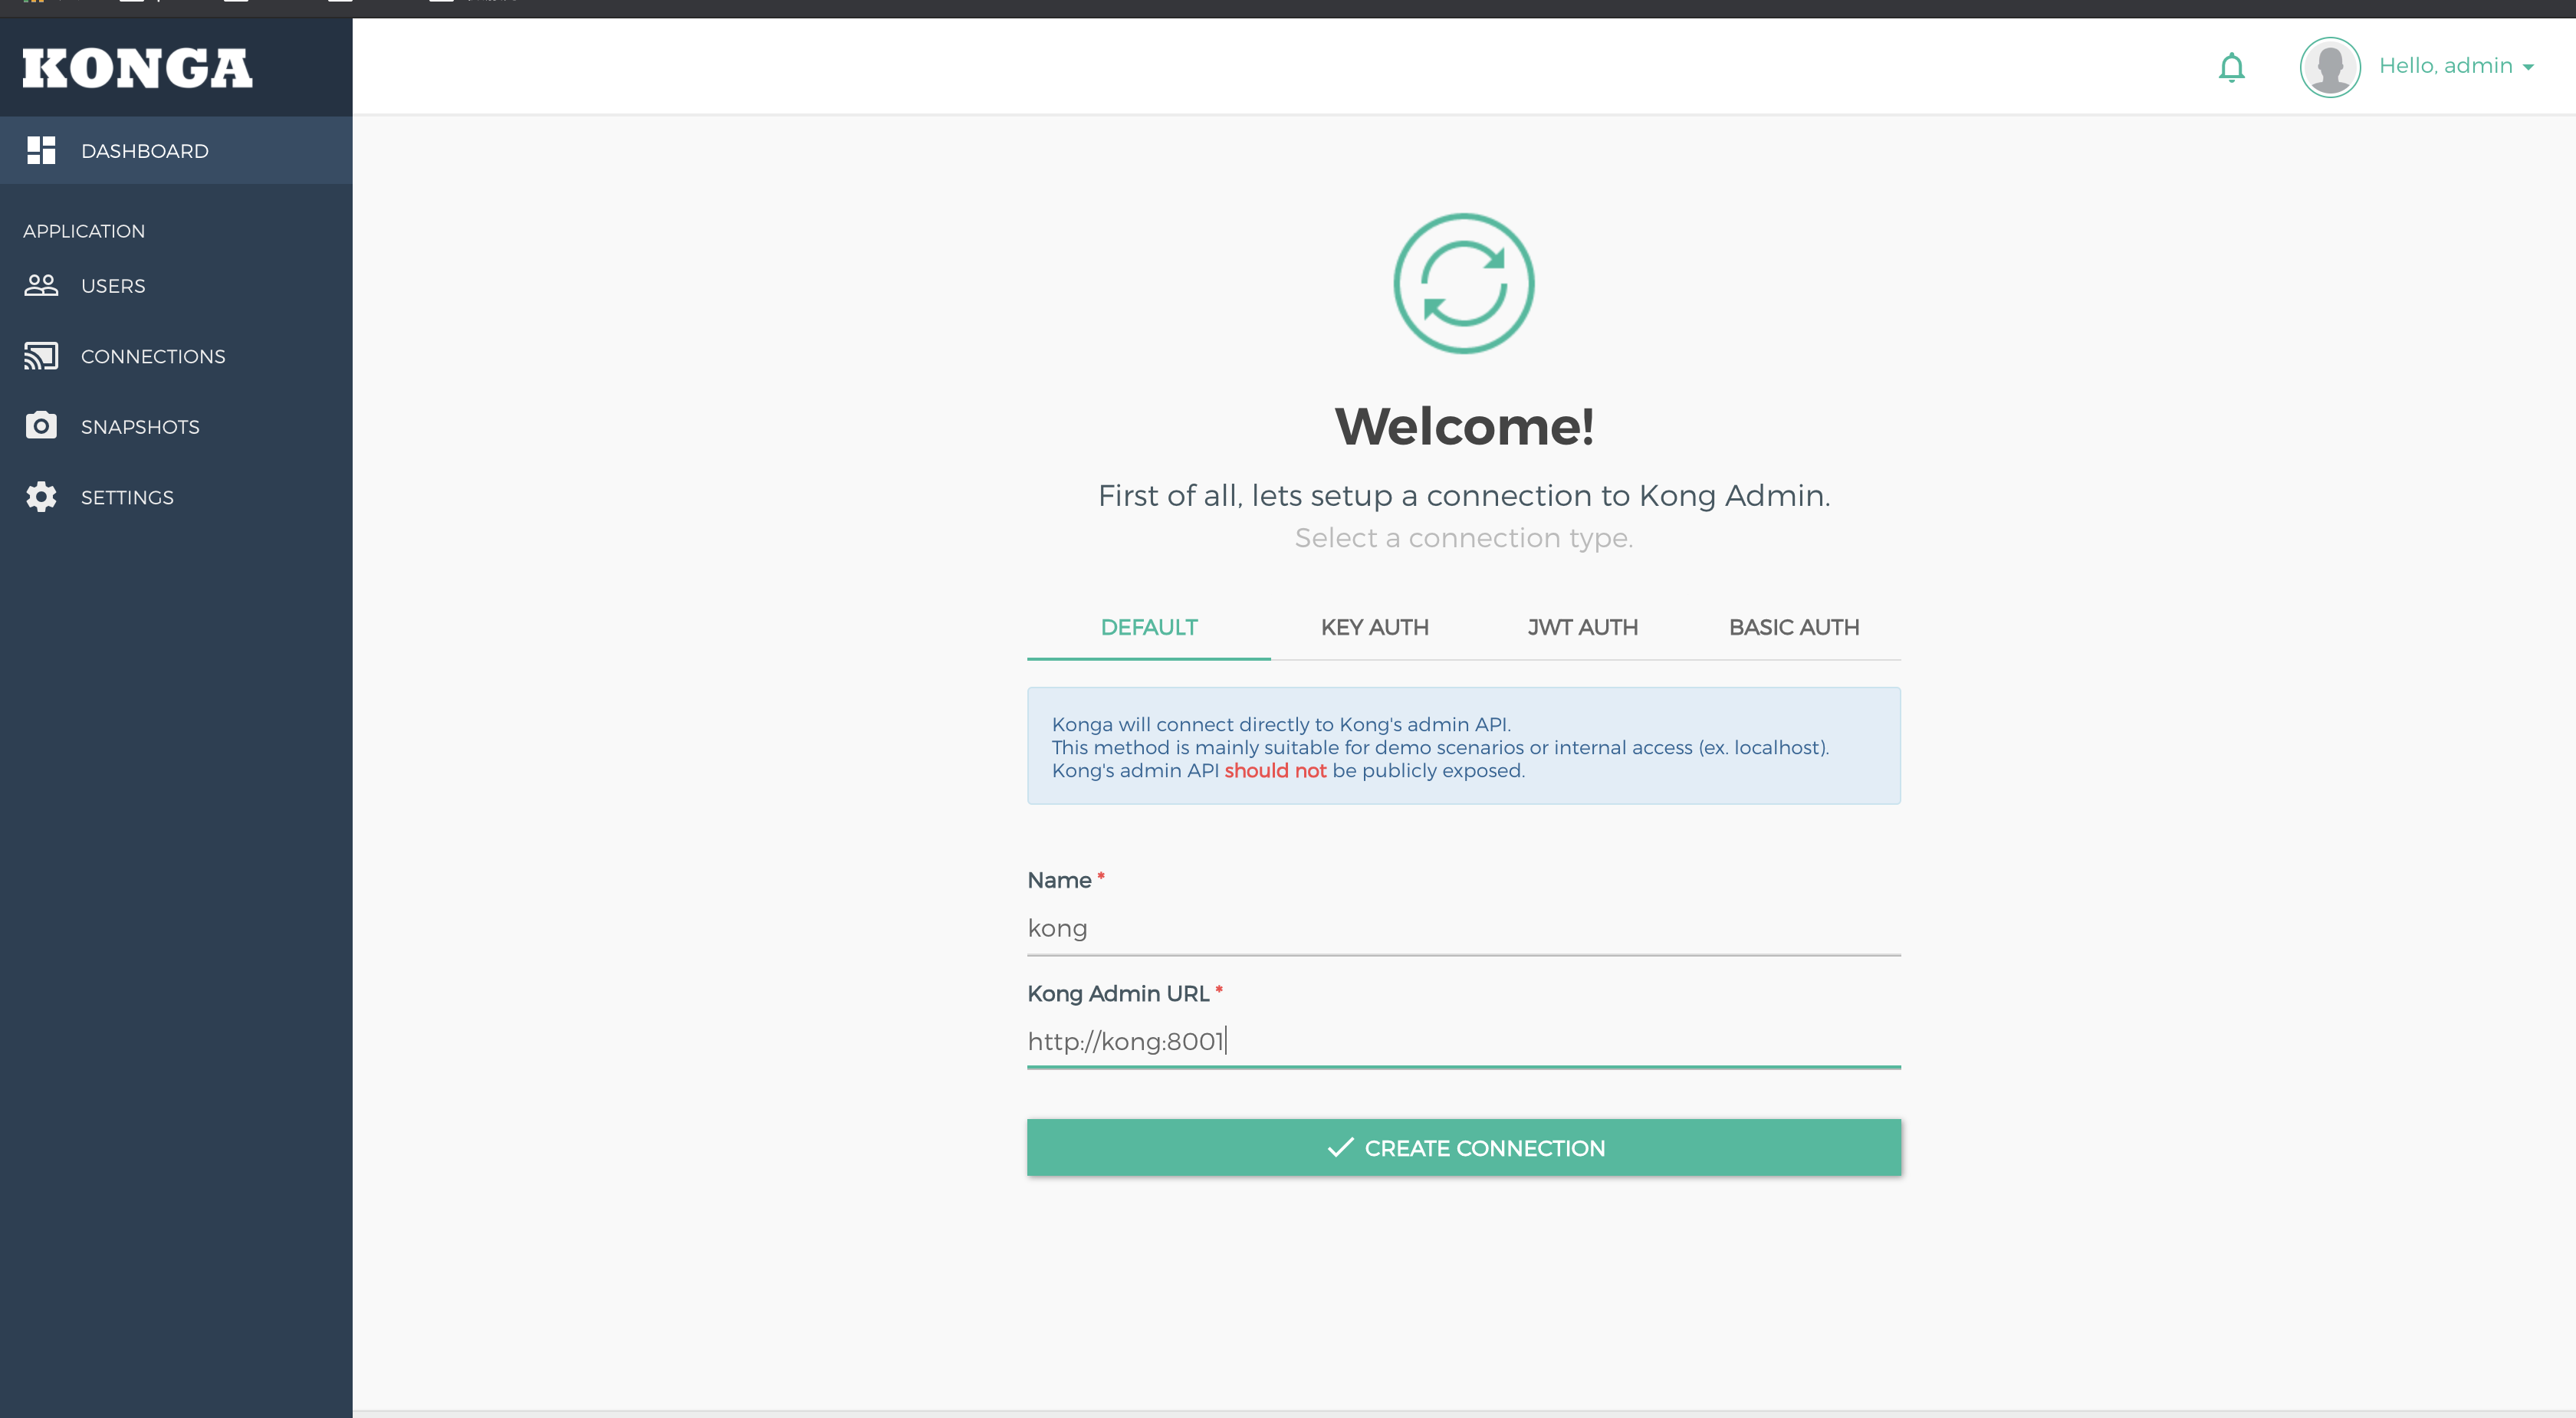 KONGA
Hello, admin
DASHBOARD
APPLICATION
USERS
CONNECTIONS
SNAPSHOTS
SETTINGS
Welcome!
First of all, lets setup a connection to Kong Admin.
Select a connection type.
DEFAULT KEY AUTH JWT AUTH BASIC AUTH
Konga will connect directly to Kong's admin API.
This method is mainly suitable for demo scenarios or internal access (ex. localhost).
Kong's admin API should not be publicly exposed.
Name *
kong
Kong Admin URL *
http://kong:8001
CREATE CONNECTION